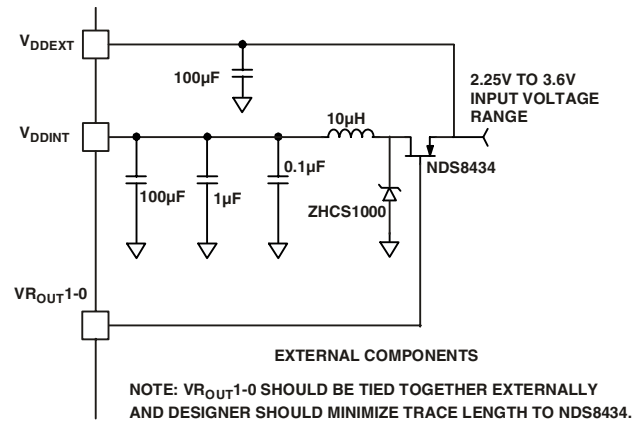 VDDEXT
100µF
2.25V TO 3.6V
INPUT VOLTAGE
RANGE
VDDINT
10µH
NDS8434
0.1µF
100µF
1µF
ZHCS1000
VROUT1-0
EXTERNAL COMPONENTS
NOTE: VROUT1-0 SHOULD BE TIED TOGETHER EXTERNALLY
AND DESIGNER SHOULD MINIMIZE TRACE LENGTH TO NDS8434.